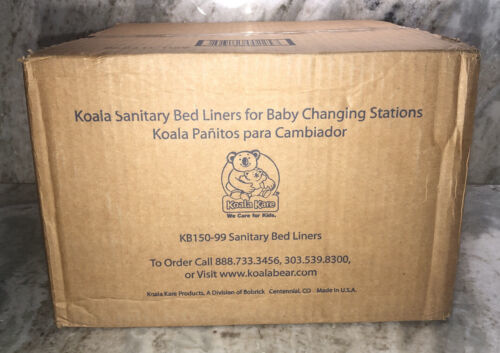 Koala Sanitary Bed Liners for Baby Changing Stations
Koala Pañitos para Cambiador
Koala Kare
We Care for Kids.
KB150-99 Sanitary Bed Liners
To Order Call 888.733.3456, 303.539.8300,
or Visit www.koalabear.com
Koala Kare Products, A Division of Bobrick Centennial, CO Made in U.S.A.